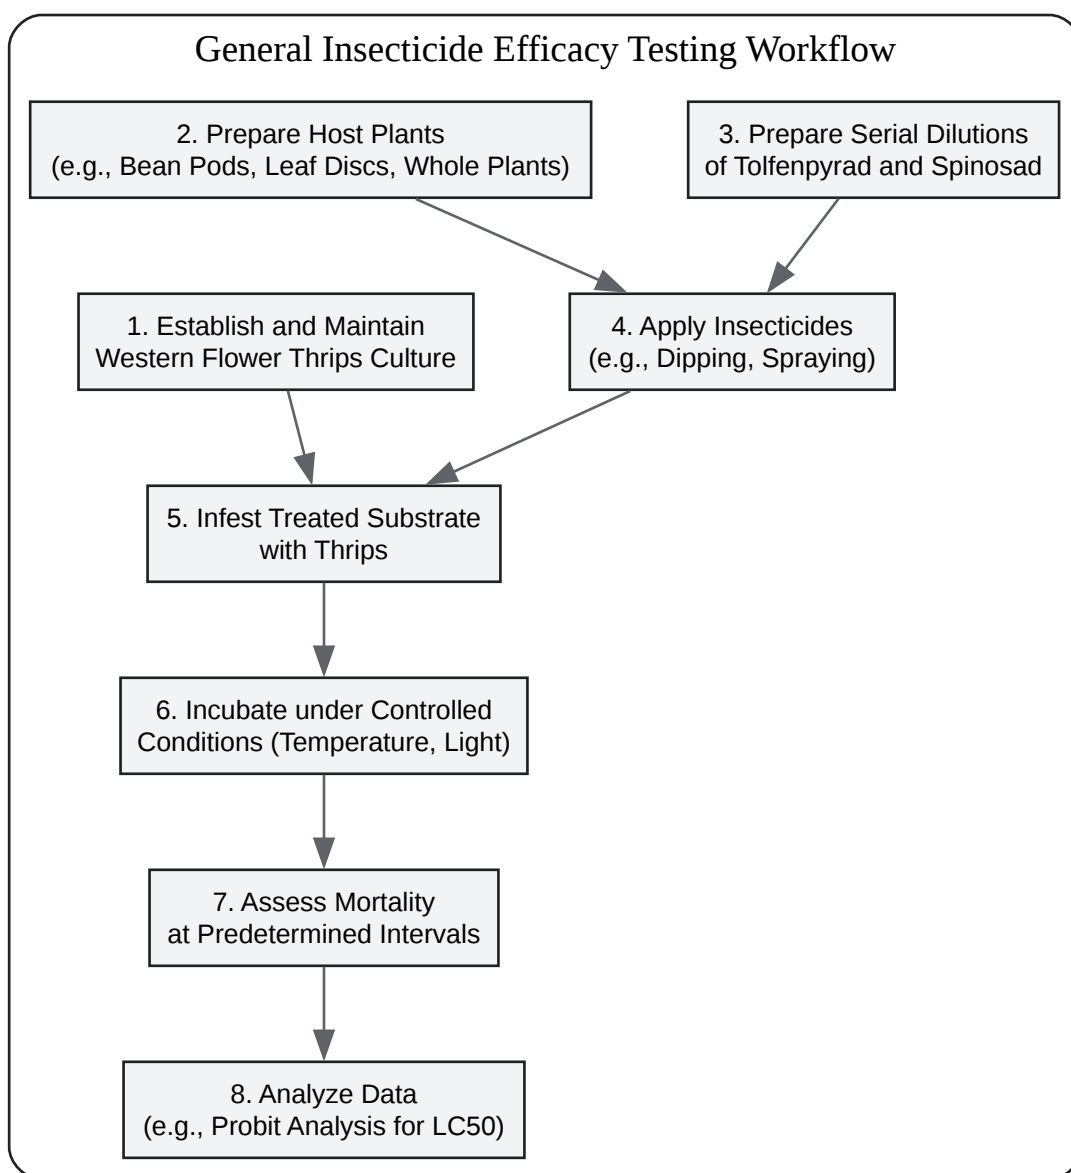 General Insecticide Efficacy Testing Workflow
2. Prepare Host Plants
(e.g., Bean Pods, Leaf Discs, Whole Plants)
3. Prepare Serial Dilutions
of Tolfenpyrad and Spinosad
1. Establish and Maintain
Western Flower Thrips Culture
4. Apply Insecticides
(e.g., Dipping, Spraying)
5. Infest Treated Substrate
with Thrips
6. Incubate under Controlled
Conditions (Temperature, Light)
7. Assess Mortality
at Predetermined Intervals
8. Analyze Data
(e.g., Probit Analysis for LC50)